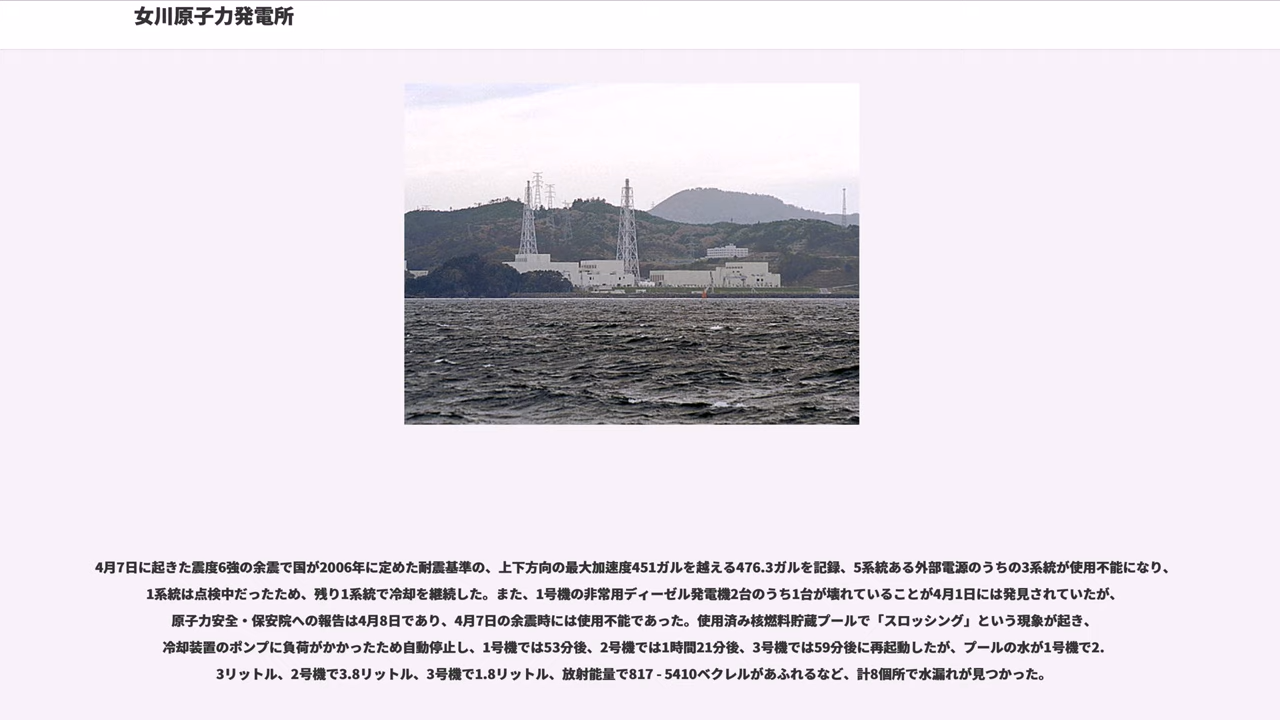 女川原子力発電所
4月7日に起きた震度6強の余震で国が2006年に定めた耐震基準の、上下方向の最大加速度451ガルを越える476.3ガルを記録、5系統ある外部電源のうちの3系統が使用不能になり、
1系統は点検中だったため、残り1系統で冷却を継続した。また、1号機の非常用ディーゼル発電機2台のうち1台が壊れていることが4月1日には発見されていたが、
原子力安全・保安院への報告は4月8日であり、4月7日の余震時には使用不能であった。使用済み核燃料貯蔵プールで「スロッシング」という現象が起き、
冷却装置のポンプに負荷がかかったため自動停止し、1号機では53分後、2号機では1時間21分後、3号機では59分後に再起動したが、プールの水が1号機で2.
3リットル、2号機で3.8リットル、3号機で1.8リットル、放射能量で817 - 5410ベクレルがあふれるなど、計8個所で水漏れが見つかった。